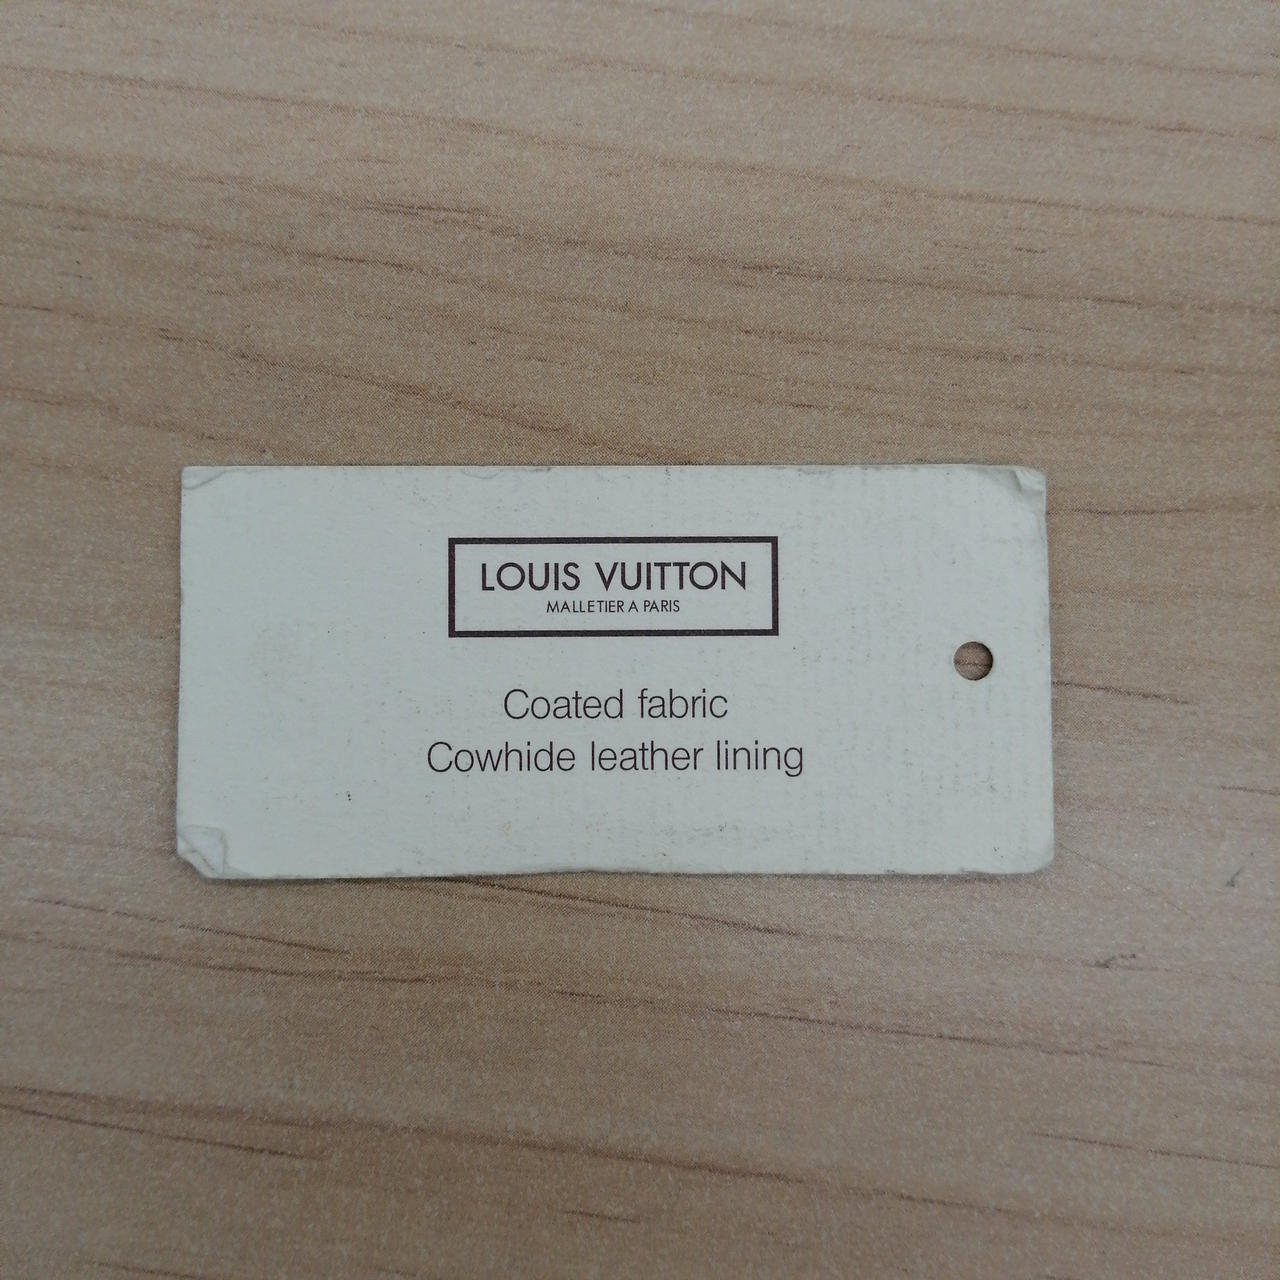 LOUIS VUITTON
MALLETIER A PARIS
Coated fabric
Cowhide leather lining